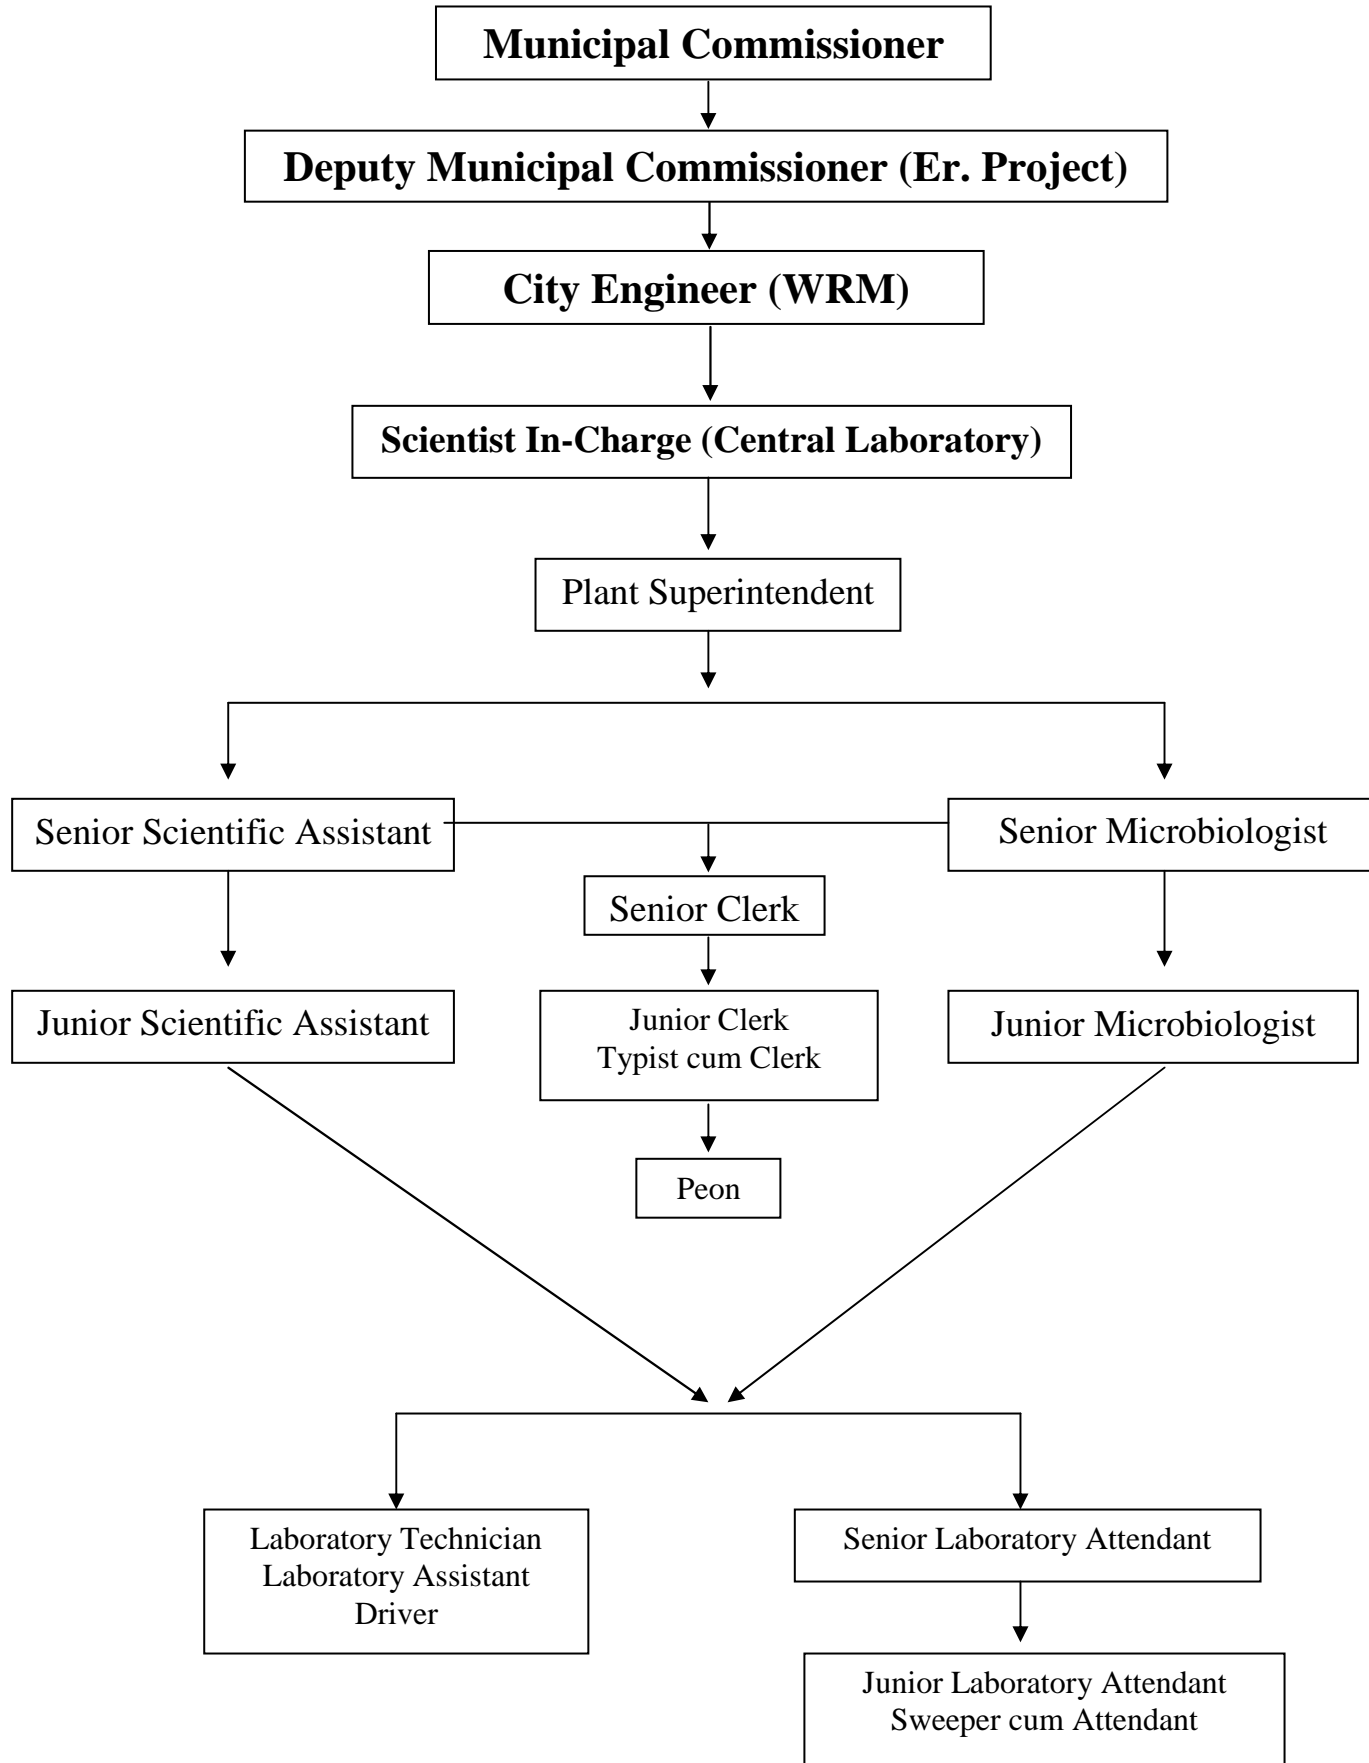 Municipal Commissioner
Deputy Municipal Commissioner (Er. Project)
City Engineer (WRM)
Scientist In-Charge (Central Laboratory)
Plant Superintendent
Senior Scientific Assistant
Senior Microbiologist
Senior Clerk
Junior Scientific Assistant
Junior Clerk
Typist cum Clerk
Junior Microbiologist
Peon
Laboratory Technician
Laboratory Assistant
Driver
Senior Laboratory Attendant
Junior Laboratory Attendant
Sweeper cum Attendant